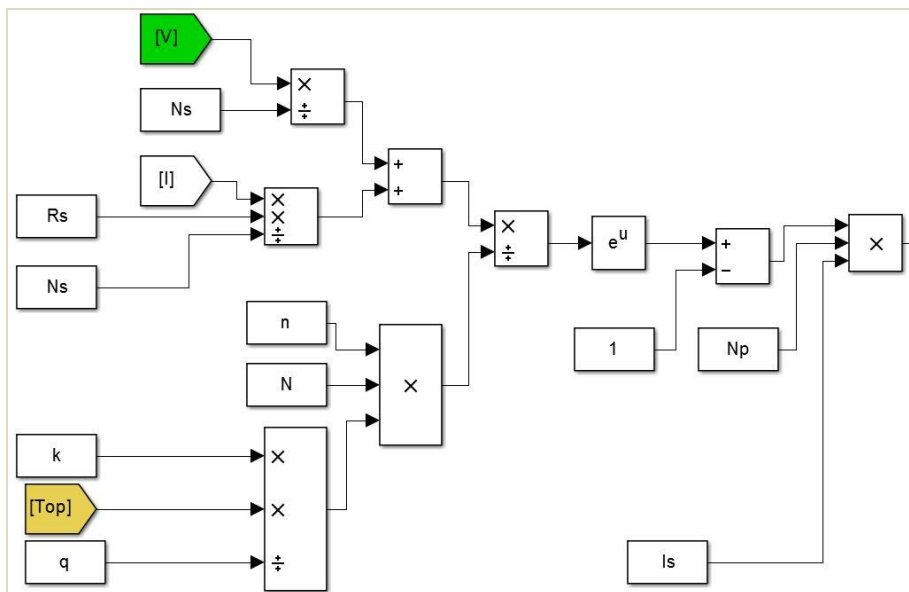 [V]
×
÷
Ns
[I]
+
+
×
×
÷
Rs
×
÷
e^u
+
−
×
Ns
n
1
Np
N
×
k
×
[Top]
×
q
÷
Is